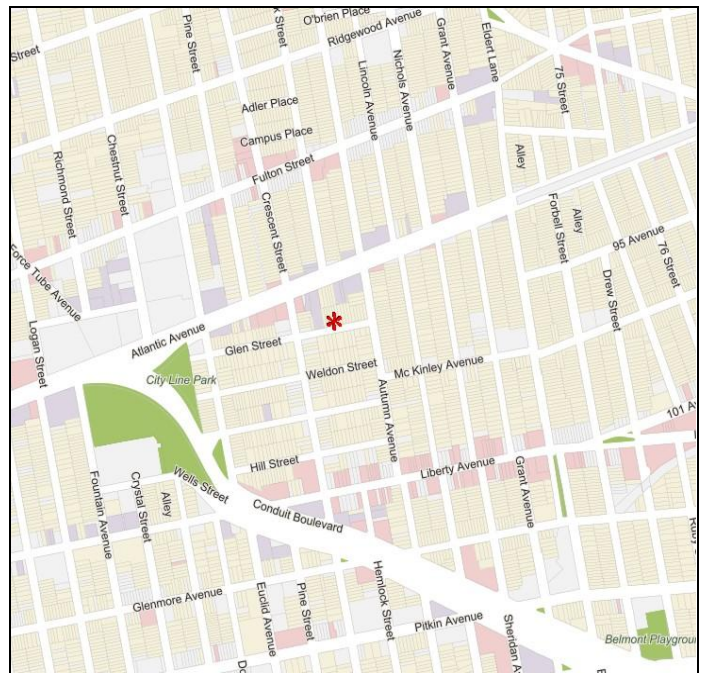 O'brien Place
Ridgewood Avenue
k Street
Pine Street
Street
Grant Avenue
Eldert Lane
Nichols Avenue
Lincoln Avenue
75 Street
Adler Place
Campus Place
Fulton Street
Chestnut Street
Richmond Street
Crescent Street
Alley
Forbell Street
Alley
95 Avenue
76 Street
Force Tube Avenue
Drew Street
Logan Street
Atlantic Avenue
Glen Street
City Line Park
Weldon Street
Mc Kinley Avenue
Autumn Avenue
101 A
Hill Street
Liberty Avenue
Grant Avenue
Wells Street
Fountain Avenue
Crystal Street
Alley
Conduit Boulevard
Glenmore Avenue
Euclid Avenue
Pine Street
Hemlock Street
Pitkin Avenue
Sheridan A
Belmont Playgrou